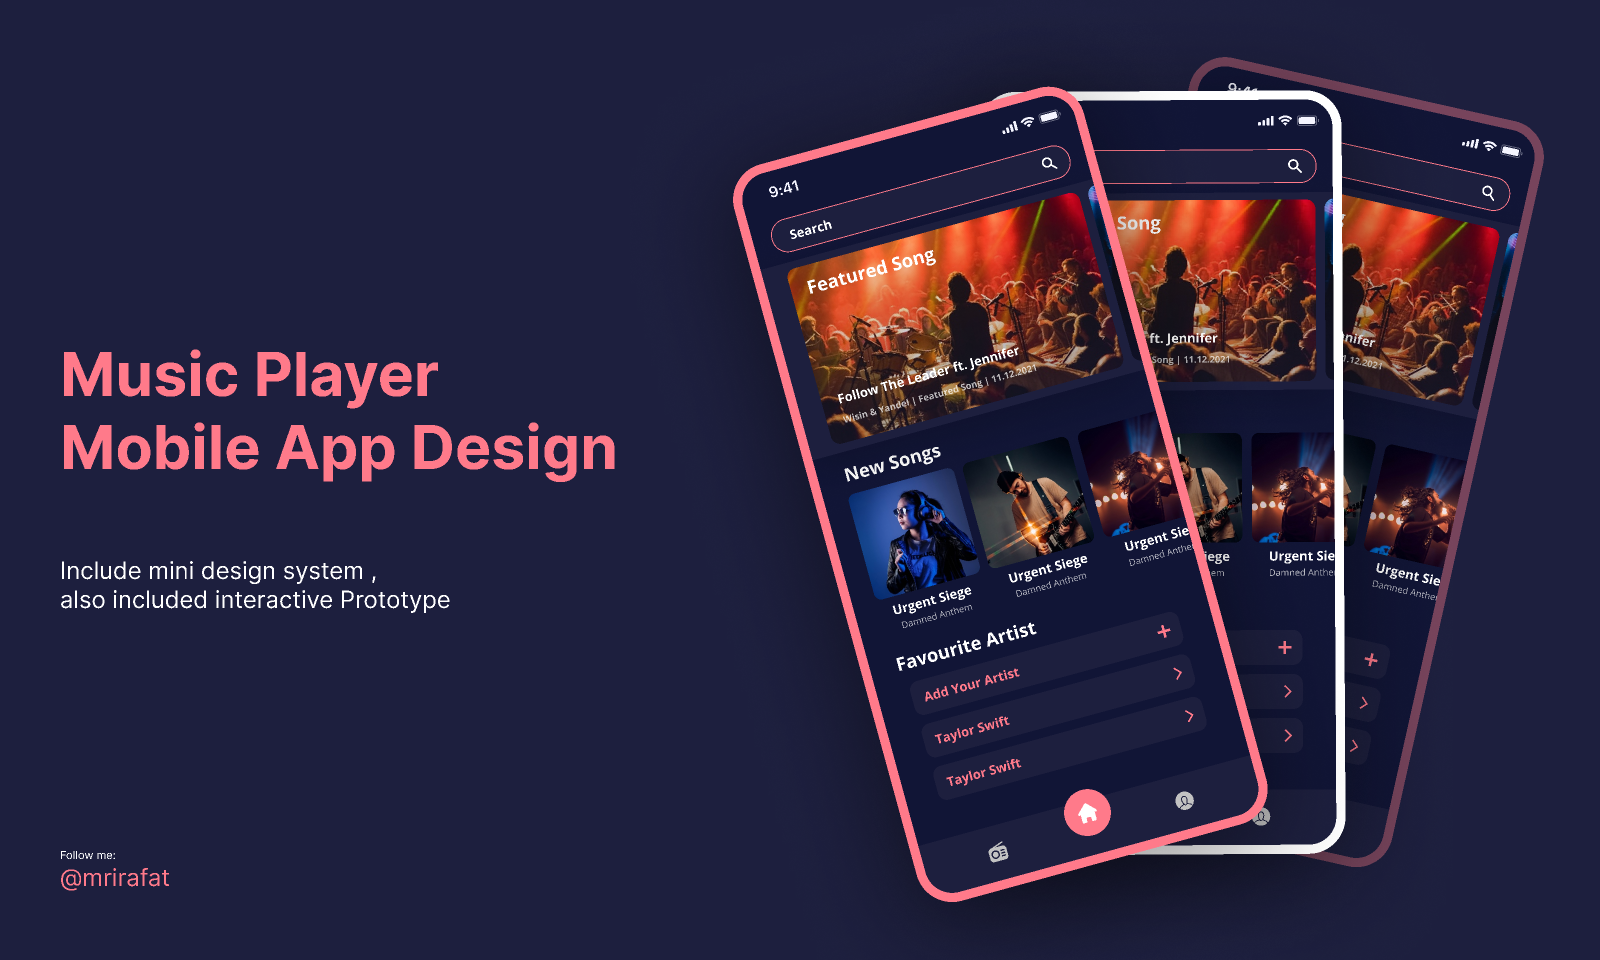 Music Player
Mobile App Design
Include mini design system ,
also included interactive Prototype
Follow me:
@mrirafat
9:41
Search
Featured Song
Follow The Leader ft. Jennifer
Wisin & Yandel | Featured Song | 11.12.2021
New Songs
Urgent Siege
Damned Anthem
Urgent Siege
Damned Anthem
Urgent Sie
Damned Anthe
Favourite Artist
Add Your Artist
Taylor Swift
Taylor Swift
Song
ft. Jennifer
Song | 11.12.2021
iege
em
Urgent Sie
Damned Anthe
9:41
nifer
1.12.2021
Urgent Sie
Damned Anthe